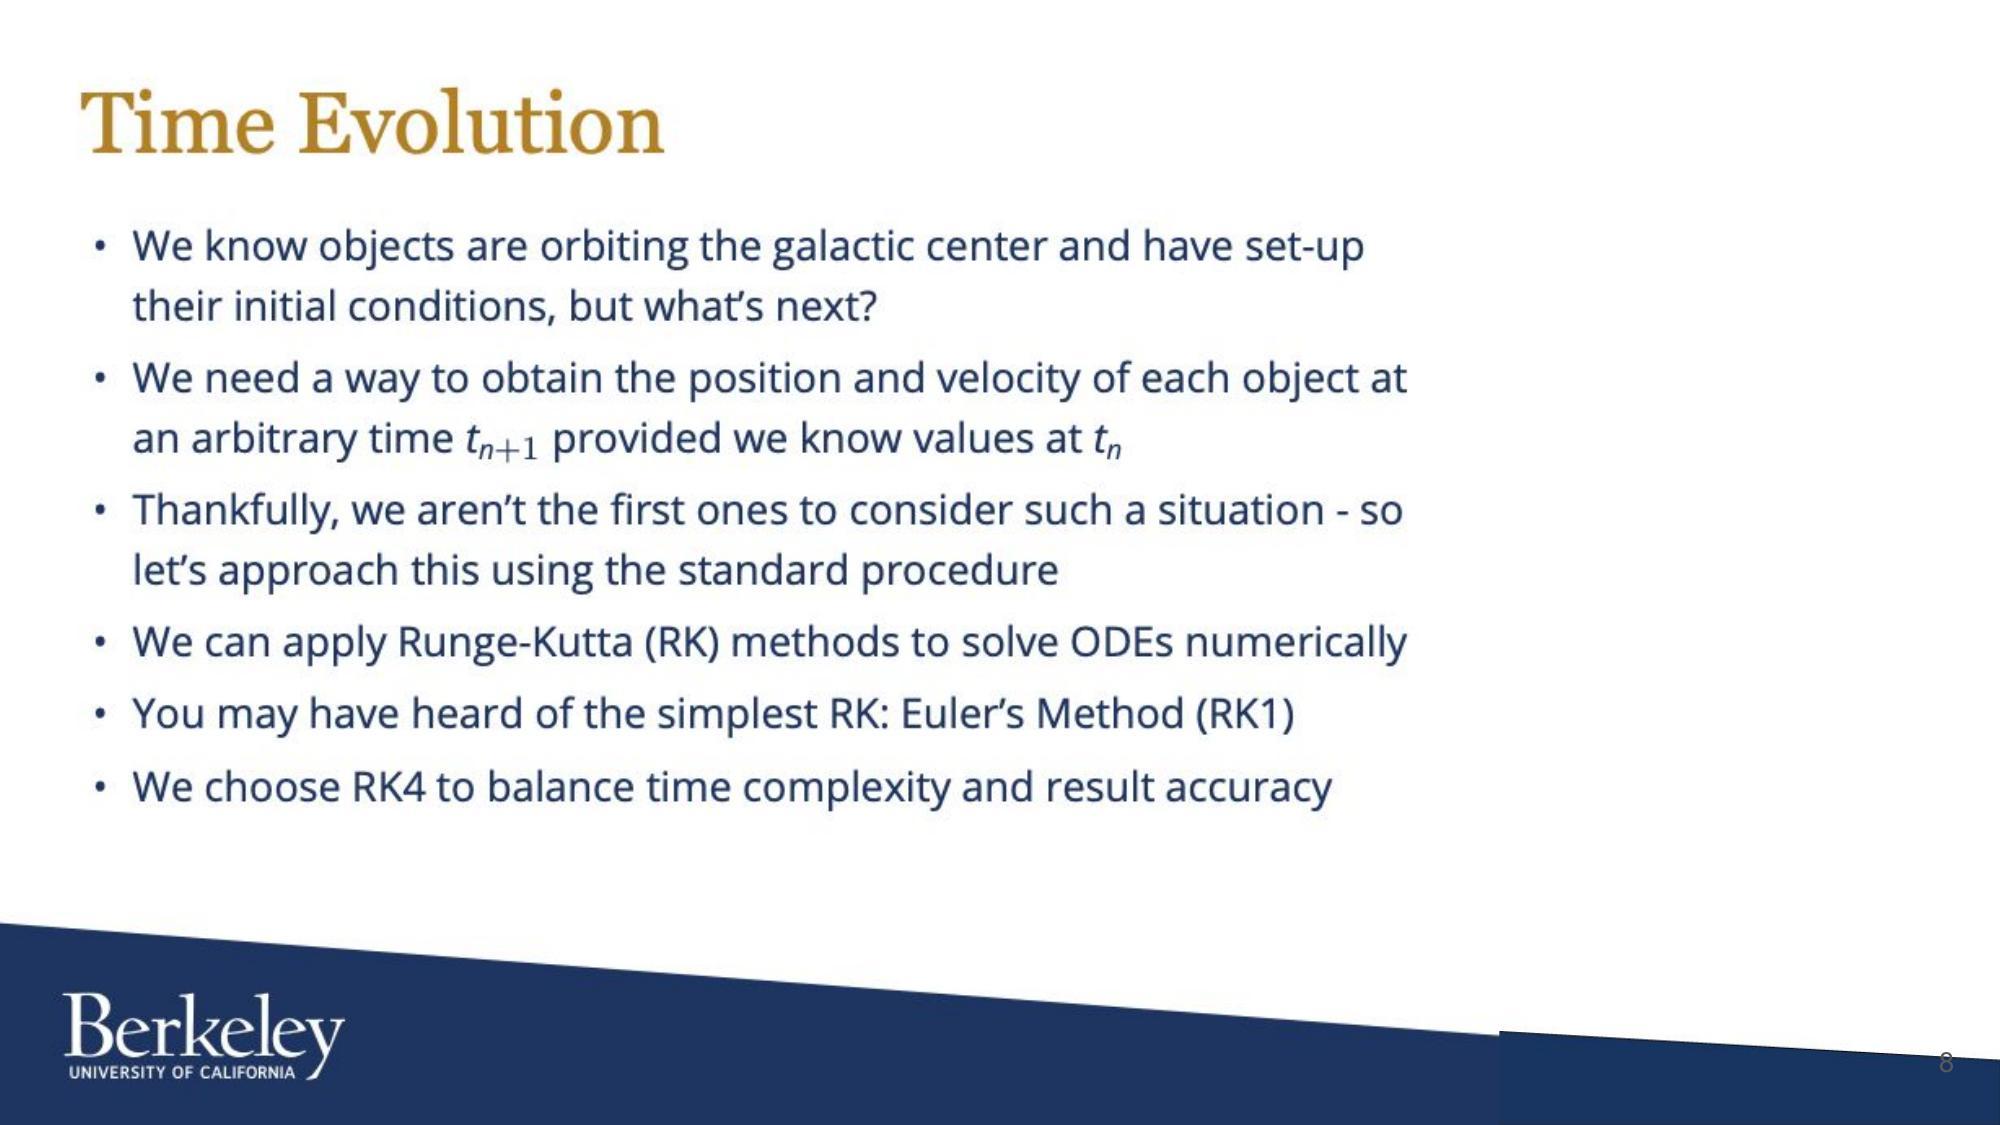 Time Evolution
• We know objects are orbiting the galactic center and have set-up
their initial conditions, but what’s next?
• We need a way to obtain the position and velocity of each object at
an arbitrary time tₙ₊₁ provided we know values at tₙ
• Thankfully, we aren’t the first ones to consider such a situation - so
let’s approach this using the standard procedure
• We can apply Runge-Kutta (RK) methods to solve ODEs numerically
• You may have heard of the simplest RK: Euler’s Method (RK1)
• We choose RK4 to balance time complexity and result accuracy
Berkeley
UNIVERSITY OF CALIFORNIA
8